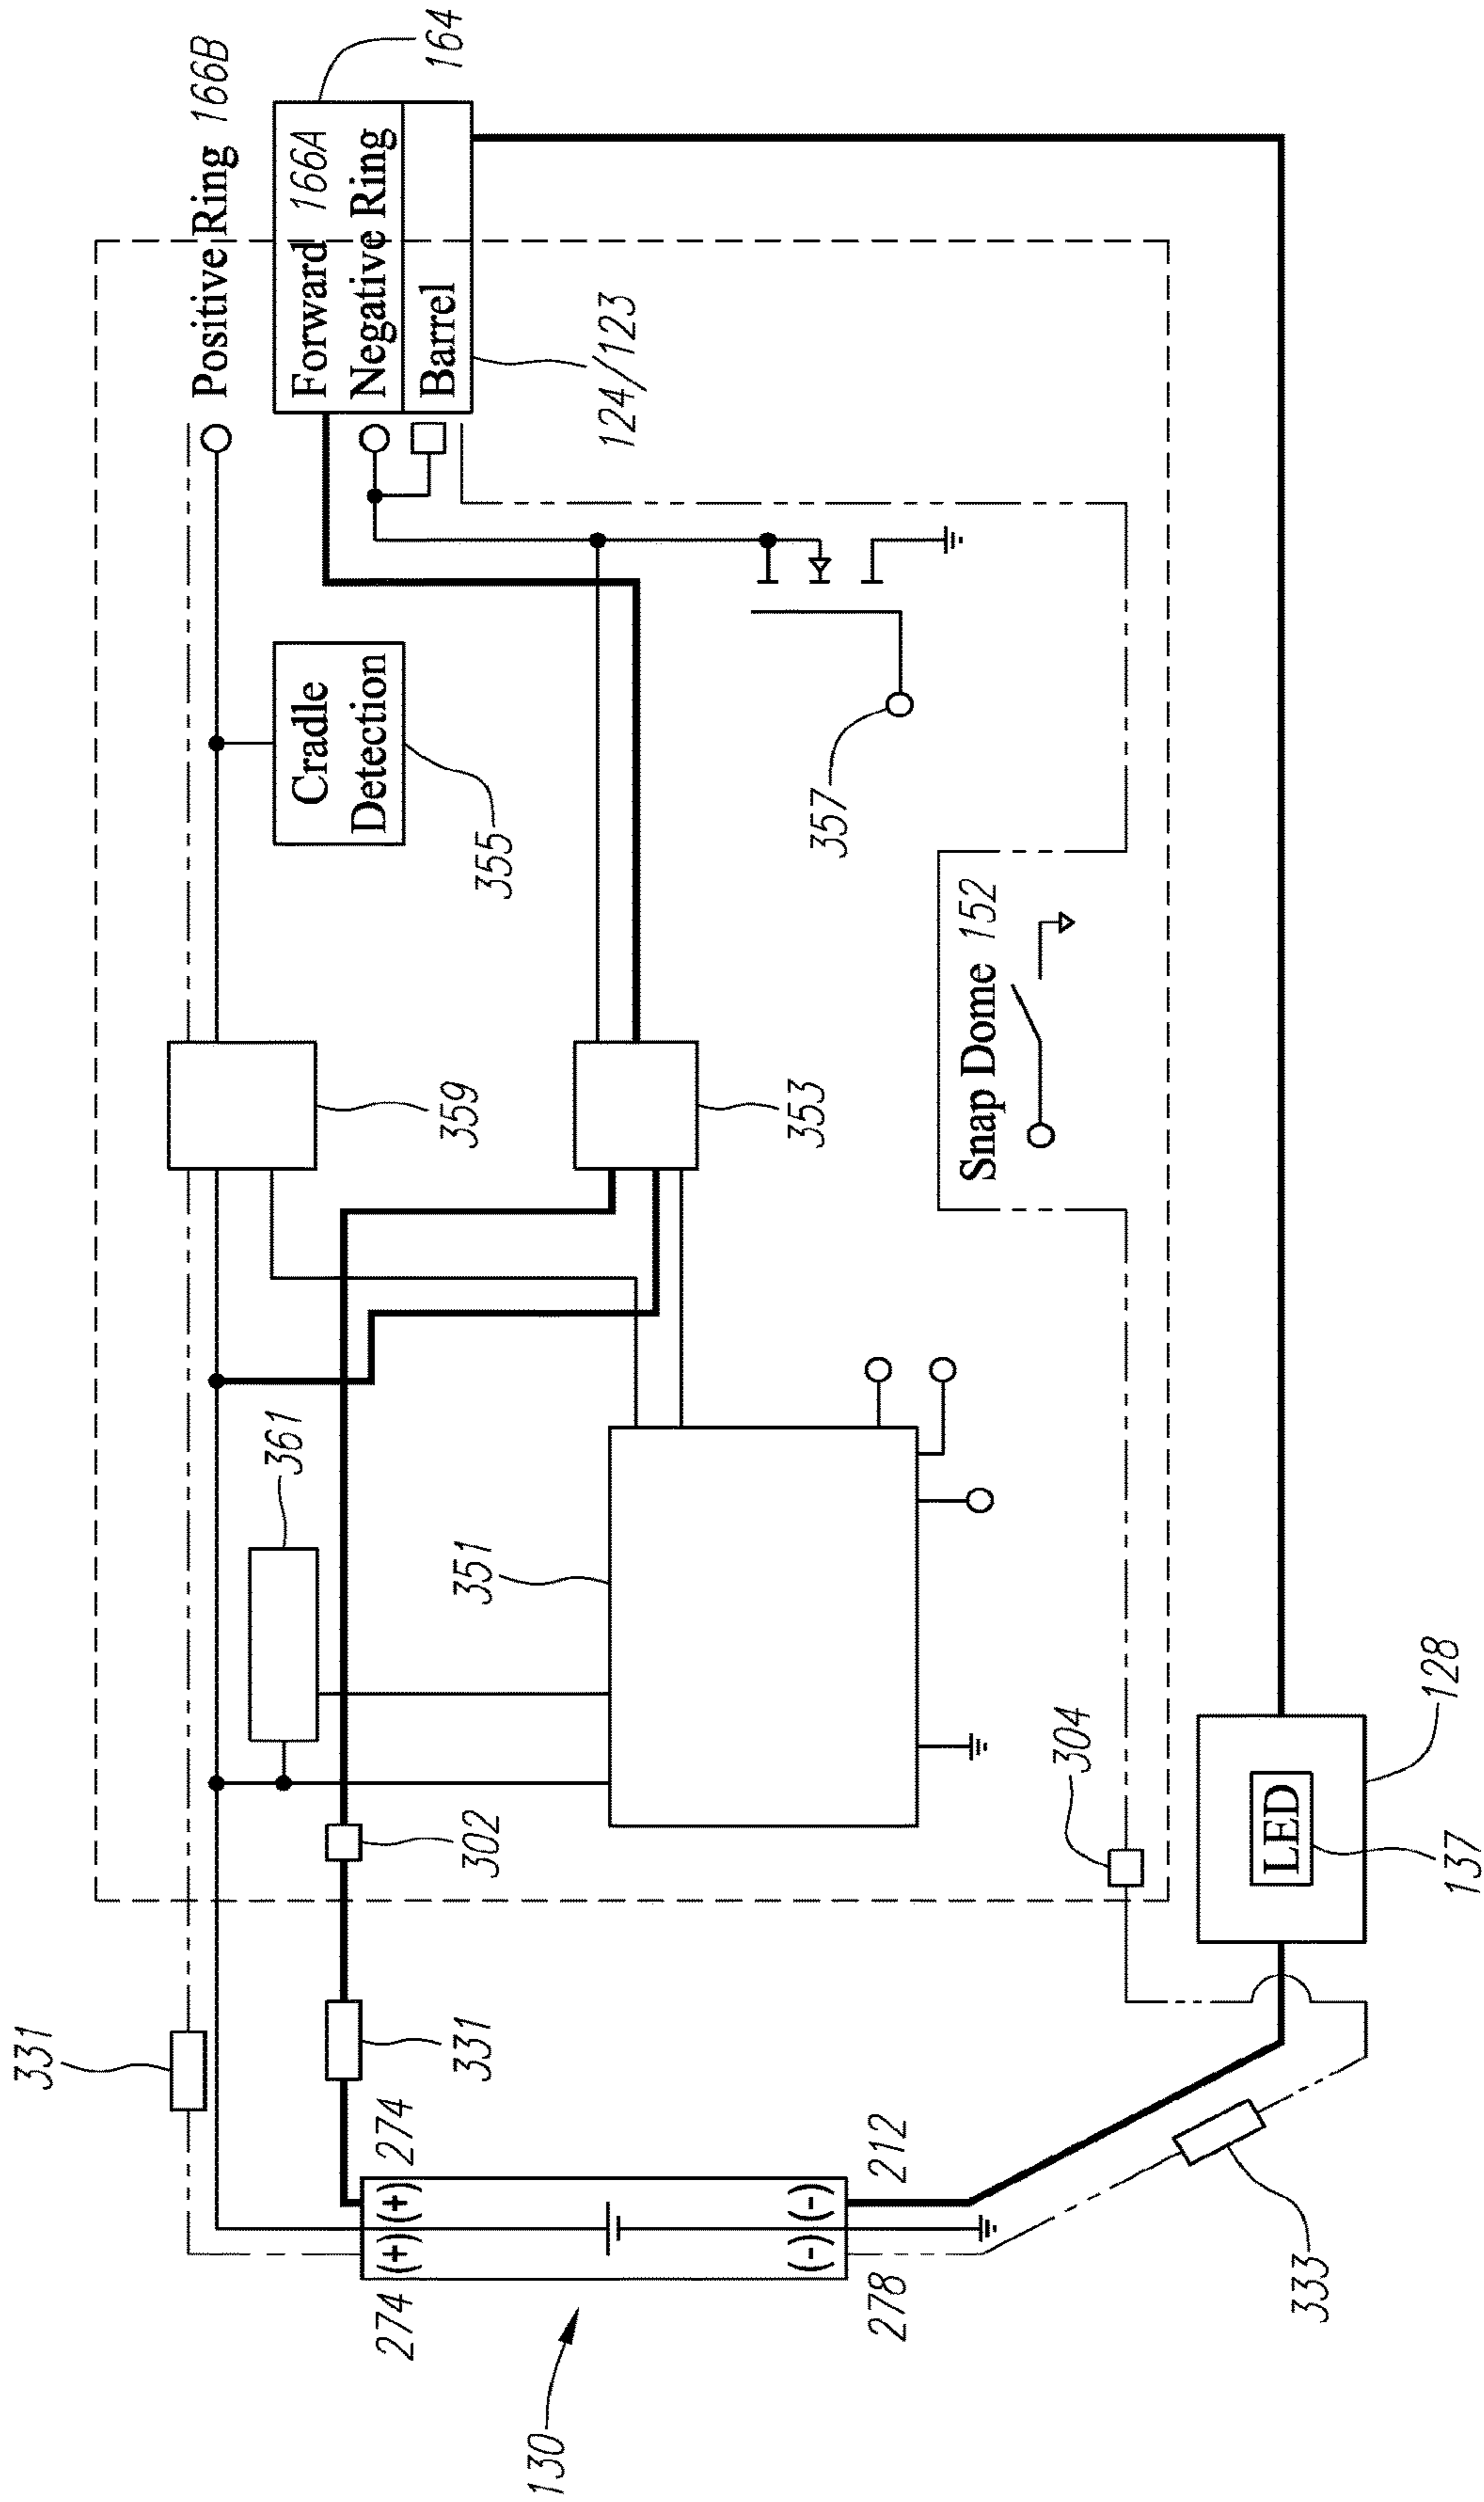 Positive Ring 166B
Forward 166A
Negative Ring
Barrel
164
124/123
Cradle
Detection
355
357
359
353
Snap Dome 152
361
351
302
304
331
331
128
LED
137
274
(+) (+)
274
212
(-) (-)
278
333
130